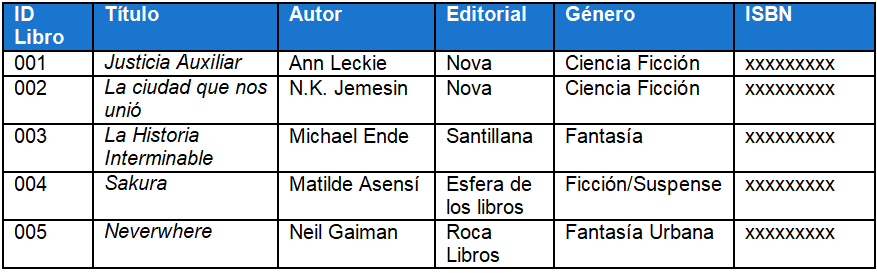 ID Libro Título Autor Editorial Género ISBN
001 Justicia Auxiliar Ann Leckie Nova Ciencia Ficción xxxxxxxxx
002 La ciudad que nos unió N.K. Jemesin Nova Ciencia Ficción xxxxxxxxx
003 La Historia Interminable Michael Ende Santillana Fantasía xxxxxxxxx
004 Sakura Matilde Asensí Esfera de los libros Ficción/Suspense xxxxxxxxx
005 Neverwhere Neil Gaiman Roca Libros Fantasía Urbana xxxxxxxxx